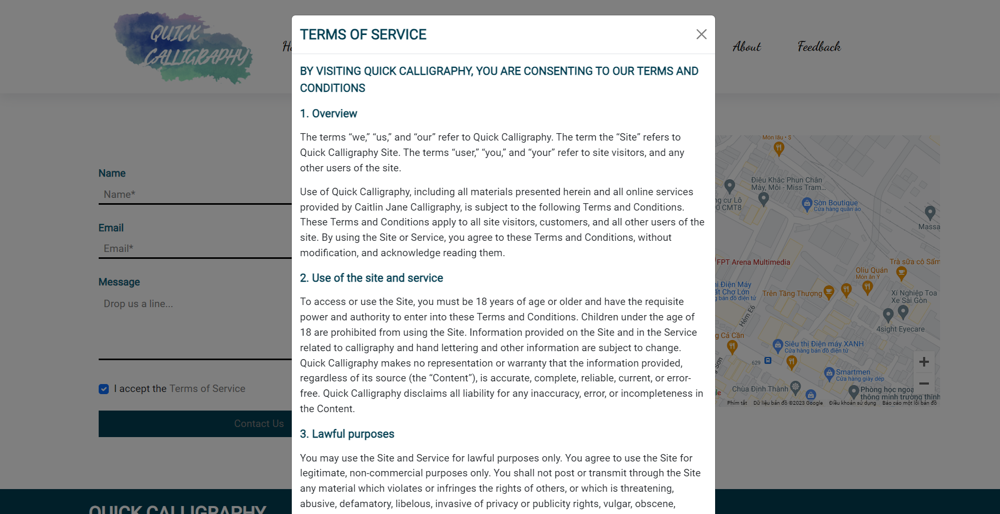 QUICK
CALLIGRAPHY
About
Feedback
TERMS OF SERVICE
BY VISITING QUICK CALLIGRAPHY, YOU ARE CONSENTING TO OUR TERMS AND
CONDITIONS
1. Overview
The terms “we,” “us,” and “our” refer to Quick Calligraphy. The term the “Site” refers to
Quick Calligraphy Site. The terms “user,” “you,” and “your” refer to site visitors, and any
other users of the site.
Use of Quick Calligraphy, including all materials presented herein and all online services
provided by Caitlin Jane Calligraphy, is subject to the following Terms and Conditions.
These Terms and Conditions apply to all site visitors, customers, and all other users of the
site. By using the Site or Service, you agree to these Terms and Conditions, without
modification, and acknowledge reading them.
2. Use of the site and service
To access or use the Site, you must be 18 years of age or older and have the requisite
power and authority to enter into these Terms and Conditions. Children under the age of
18 are prohibited from using the Site. Information provided on the Site and in the Service
related to calligraphy and hand lettering and other information are subject to change.
Quick Calligraphy makes no representation or warranty that the information provided,
regardless of its source (the “Content”), is accurate, complete, reliable, current, or error-
free. Quick Calligraphy disclaims all liability for any inaccuracy, error, or incompleteness in
the Content.
3. Lawful purposes
You may use the Site and Service for lawful purposes only. You agree to use the Site for
legitimate, non-commercial purposes only. You shall not post or transmit through the Site
any material which violates or infringes the rights of others, or which is threatening,
abusive, defamatory, libelous, invasive of privacy or publicity rights, vulgar, obscene,
Name
Name*
Email
Email*
Message
Drop us a line...
I accept the Terms of Service
Contact Us
Món lẩu • $
Điêu Khắc Phun Chân
Mày, Môi - Miss Tram...
ng cư Lô
90 CMT8
Sờn Boutique
Cửa hàng quần áo
Massa
FPT Arena Multimedia
Trà sữa cô Sẩm
Oliu Quán
Món ăn Ý
hi Điện Máy
ất Chợ Lớn
g bán đồ điện tử
Trên Tầng Thượng
Xí Nghiệp Toa
Xe Sài Gòn
Hẻm E6
4sight Eyecare
g Cá Cần
Siêu thị Điện máy XANH
Cửa hàng bán đồ điện tử
629
Sơn
Smartmen
Cửa hàng giày dép
Chùa Định Thành
Phòng học ngoạ
thông minh trường thịnh
Phím tắt
Dữ liệu bản đồ ©2023 Google
Điều khoản sử dụng
Báo cáo một lỗi bản đồ
QUICK CALLIGRAPHY